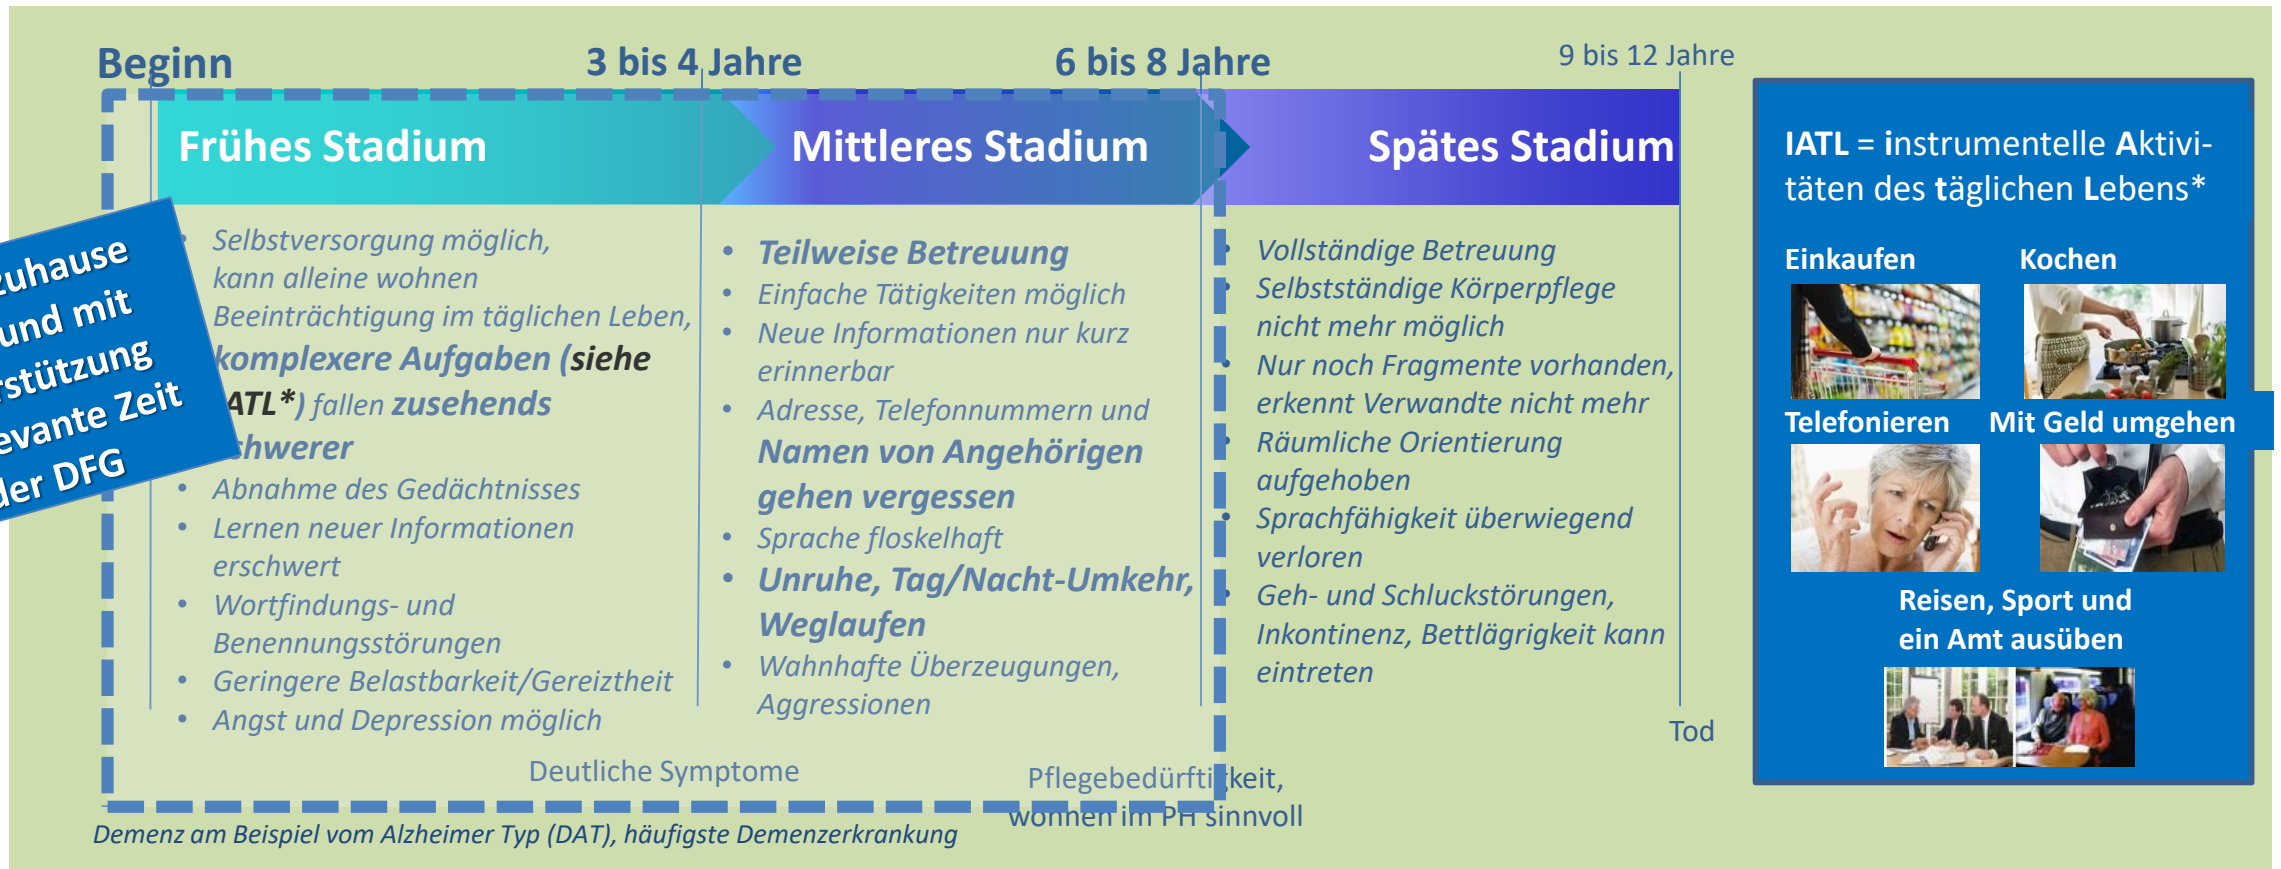 Beginn
3 bis 4 Jahre
6 bis 8 Jahre
9 bis 12 Jahre
Frühes Stadium
Mittleres Stadium
Spätes Stadium
zuhause
und mit
rstützung
evante Zeit
der DFG
• Selbstversorgung möglich,
kann alleine wohnen
Beeinträchtigung im täglichen Leben,
komplexere Aufgaben (siehe
ATL*) fallen zusehends
chwerer
• Abnahme des Gedächtnisses
• Lernen neuer Informationen
erschwert
• Wortfindungs- und
Benennungsstörungen
• Geringere Belastbarkeit/Gereiztheit
• Angst und Depression möglich
• Teilweise Betreuung
• Einfache Tätigkeiten möglich
• Neue Informationen nur kurz
erinnerbar
• Adresse, Telefonnummern und
Namen von Angehörigen
gehen vergessen
• Sprache floskelhaft
• Unruhe, Tag/Nacht-Umkehr,
Weglaufen
• Wahnhafte Überzeugungen,
Aggressionen
• Vollständige Betreuung
• Selbstständige Körperpflege
nicht mehr möglich
• Nur noch Fragmente vorhanden,
erkennt Verwandte nicht mehr
• Räumliche Orientierung
aufgehoben
• Sprachfähigkeit überwiegend
verloren
• Geh- und Schluckstörungen,
Inkontinenz, Bettlägrigkeit kann
eintreten
Tod
Deutliche Symptome
Pflegebedürftigkeit,
wohnen im PH sinnvoll
Demenz am Beispiel vom Alzheimer Typ (DAT), häufigste Demenzerkrankung
IATL = instrumentelle Aktivi-
täten des täglichen Lebens*
Einkaufen
Kochen
Telefonieren
Mit Geld umgehen
Reisen, Sport und
ein Amt ausüben